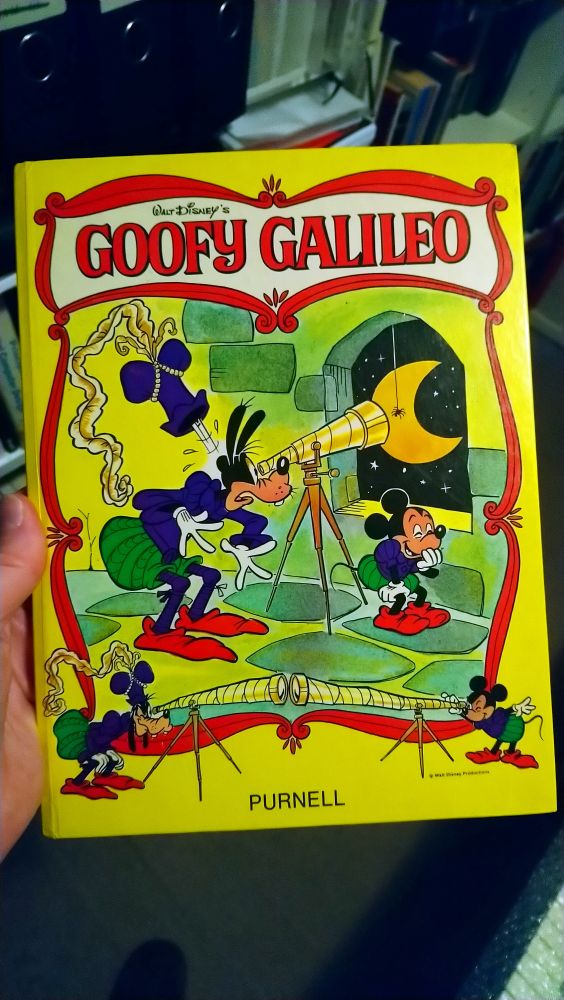 WALT DISNEY'S
GOOFY GALILEO
© Walt Disney Productions
PURNELL